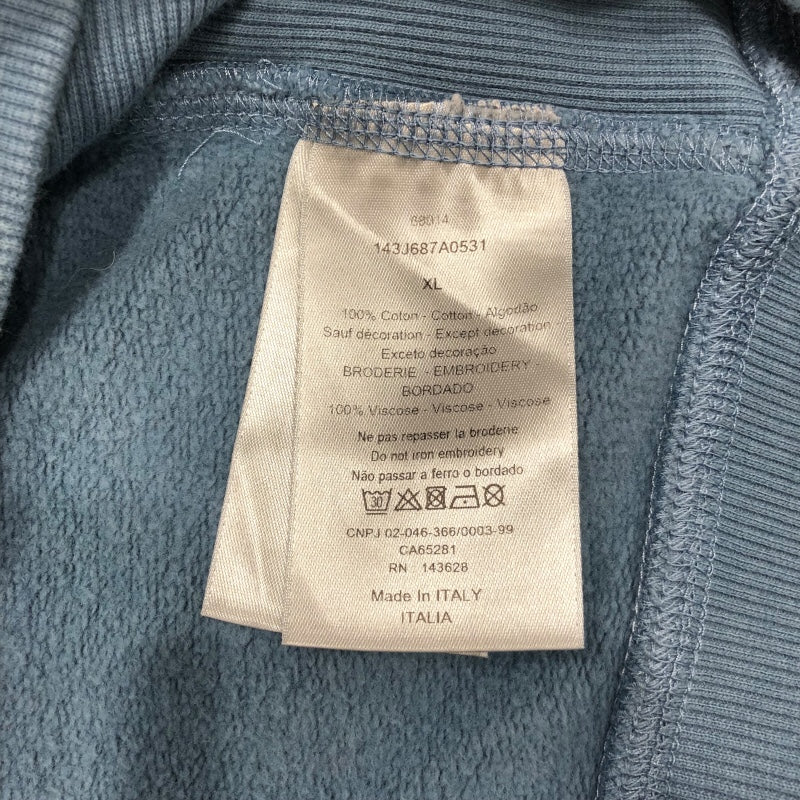 68014
143J687A0531
XL
100% Coton - Cotton - Algodão
Sauf décoration - Except decoration
Exceto decoração
BRODERIE - EMBROIDERY -
BORDADO
100% Viscose - Viscose - Viscose
Ne pas repasser la broderie
Do not iron embroidery
Não passar a ferro o bordado
30
CNPJ 02-046-366/0003-99
CA65281
RN : 143628
Made In ITALY
ITALIA